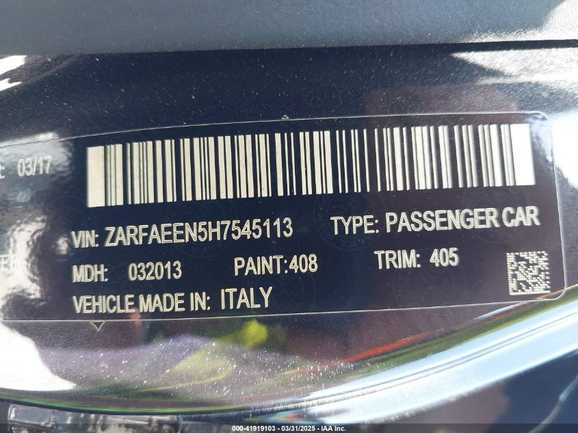 : 03/17
VIN: ZARFAEEN5H7545113 TYPE: PASSENGER CAR
MDH: 032013 PAINT:408 TRIM: 405
VEHICLE MADE IN: ITALY
00-41919103 - 03/31/2025 - IAA Inc.